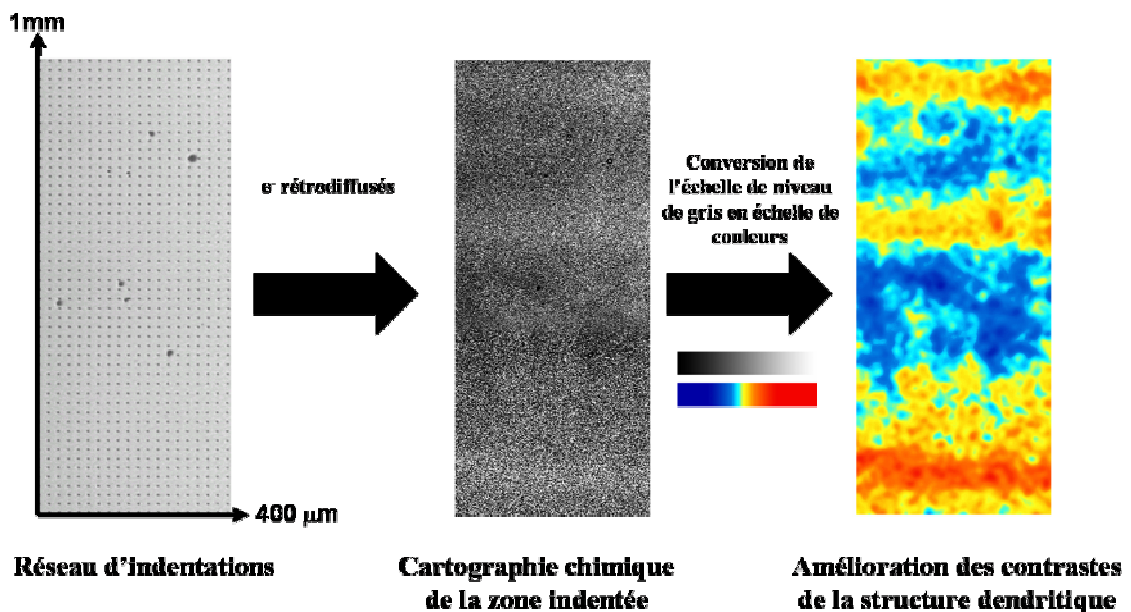 1mm
e- rétrodiffusés
Conversion de
l'échelle de niveau
de gris en échelle de
couleurs
400 μm
Réseau d'indentations
Cartographie chimique
de la zone indentée
Amélioration des contrastes
de la structure dendritique